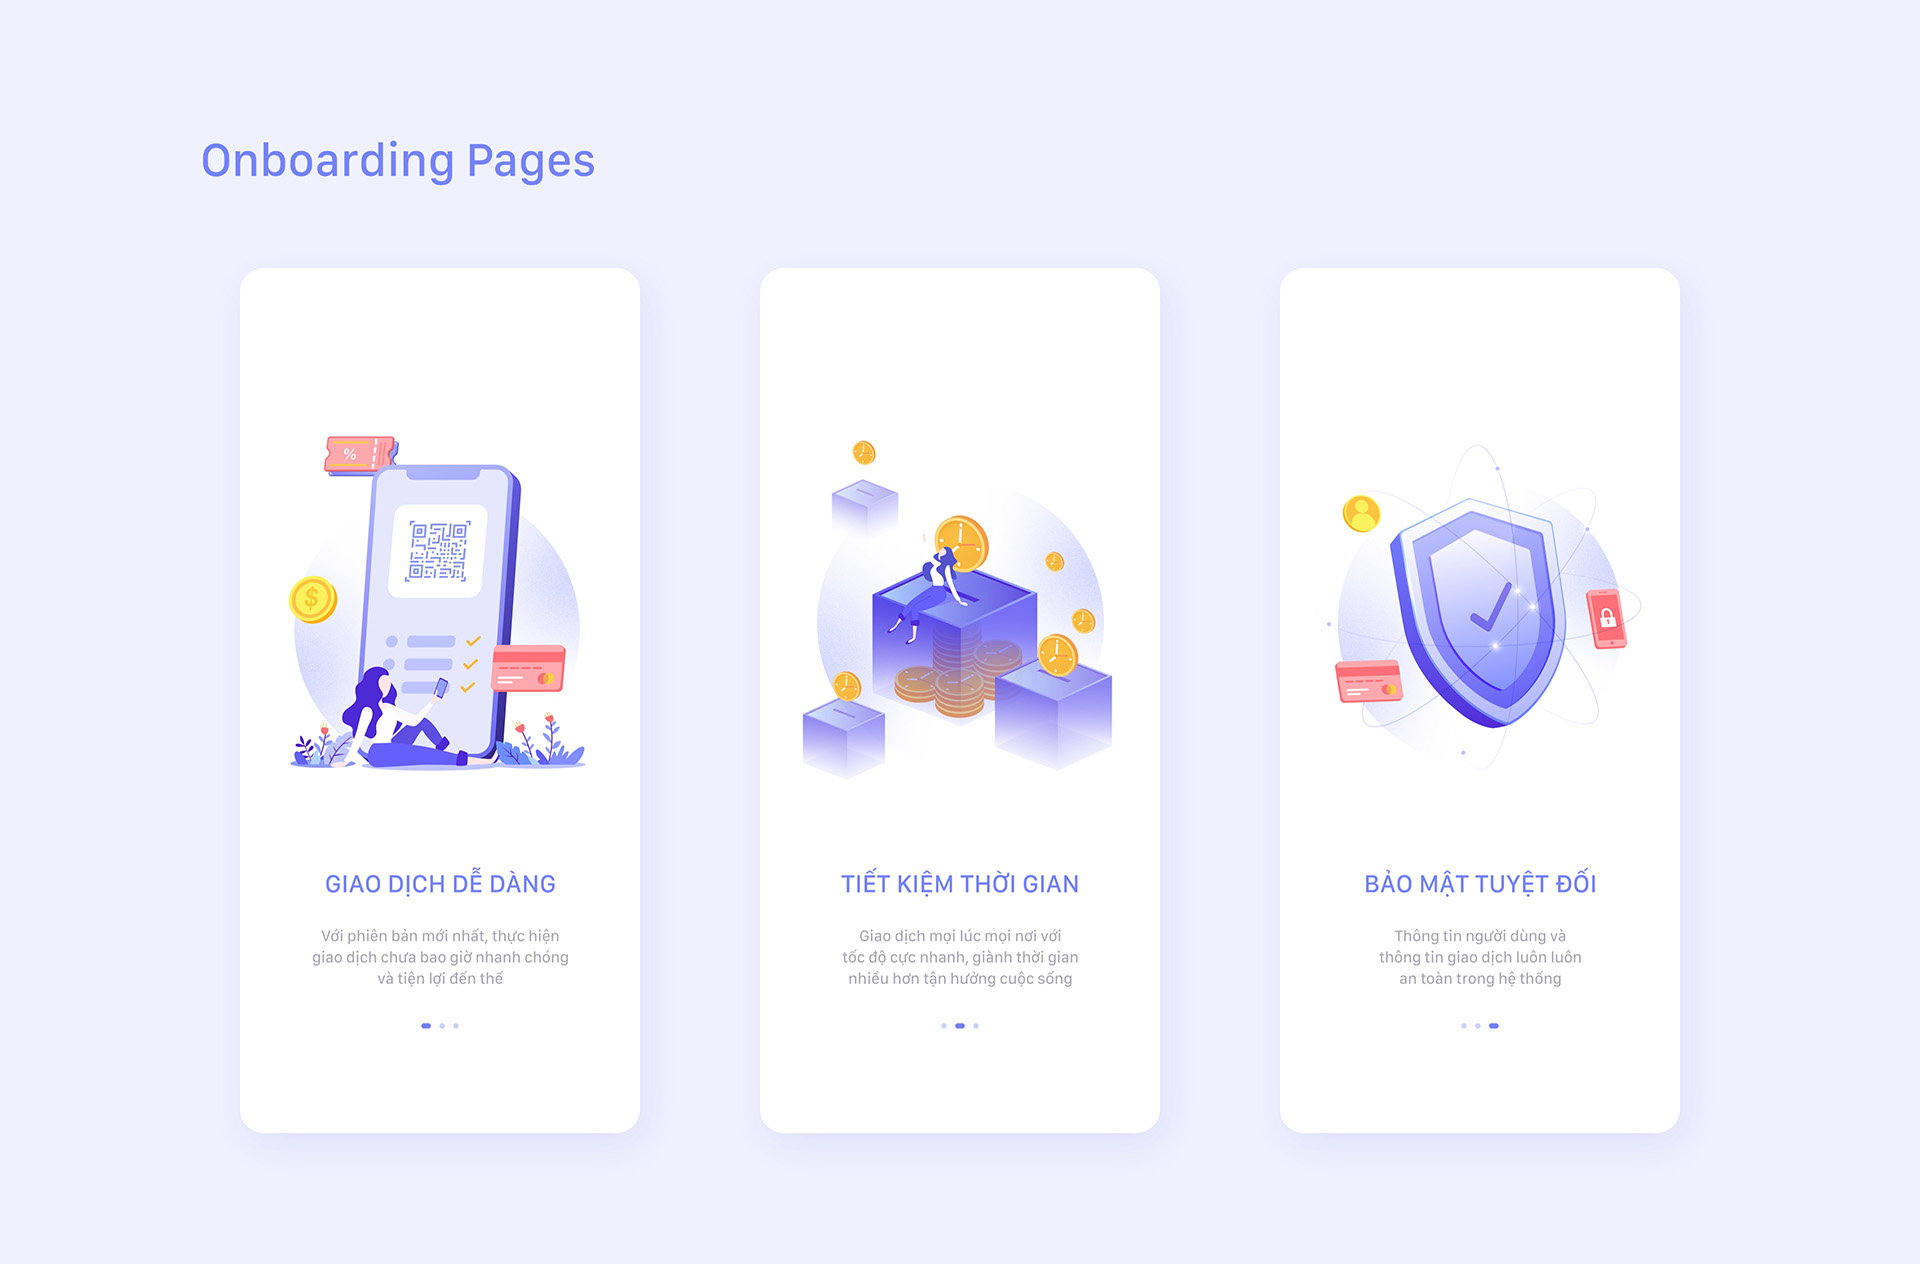 Onboarding Pages
%
$
GIAO DỊCH DỄ DÀNG
Với phiên bản mới nhất, thực hiện
giao dịch chưa bao giờ nhanh chóng
và tiện lợi đến thế
TIẾT KIỆM THỜI GIAN
Giao dịch mọi lúc mọi nơi với
tốc độ cực nhanh, giành thời gian
nhiều hơn tận hưởng cuộc sống
BẢO MẬT TUYỆT ĐỐI
Thông tin người dùng và
thông tin giao dịch luôn luôn
an toàn trong hệ thống